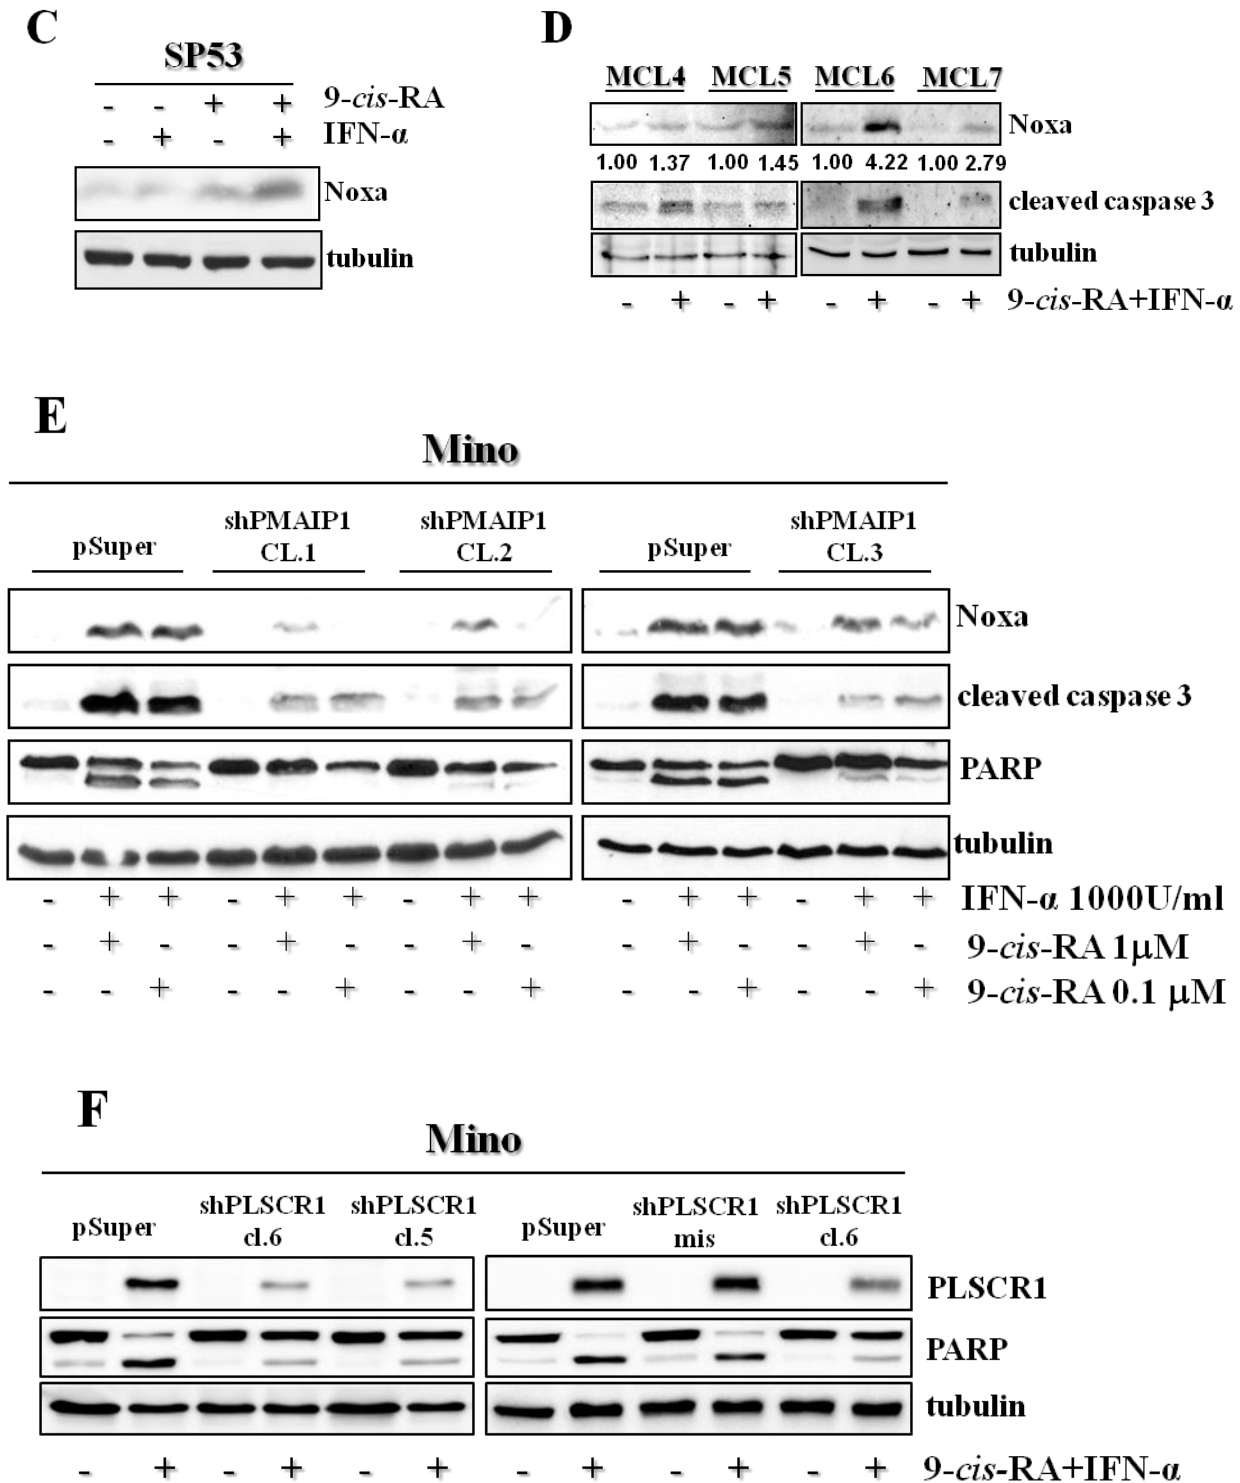 C
SP53
- - + + 9-cis-RA
- + - + IFN-α
Noxa
tubulin
D
MCL4 MCL5 MCL6 MCL7
Noxa
1.00 1.37 1.00 1.45 1.00 4.22 1.00 2.79
cleaved caspase 3
tubulin
- + - + - + - + 9-cis-RA+IFN-α
E
Mino
pSuper shPMAIP1 CL.1 shPMAIP1 CL.2 pSuper shPMAIP1 CL.3
Noxa
cleaved caspase 3
PARP
tubulin
- + + - + + - + + - + + - + + IFN-α 1000U/ml
- + - - + - - + - - + - - + - 9-cis-RA 1μM
- - + - - + - - + - - + - - + 9-cis-RA 0.1 μM
F
Mino
pSuper shPLSCR1 cl.6 shPLSCR1 cl.5 pSuper shPLSCR1 mis shPLSCR1 cl.6
PLSCR1
PARP
tubulin
- + - + - + - + - + - + 9-cis-RA+IFN-α